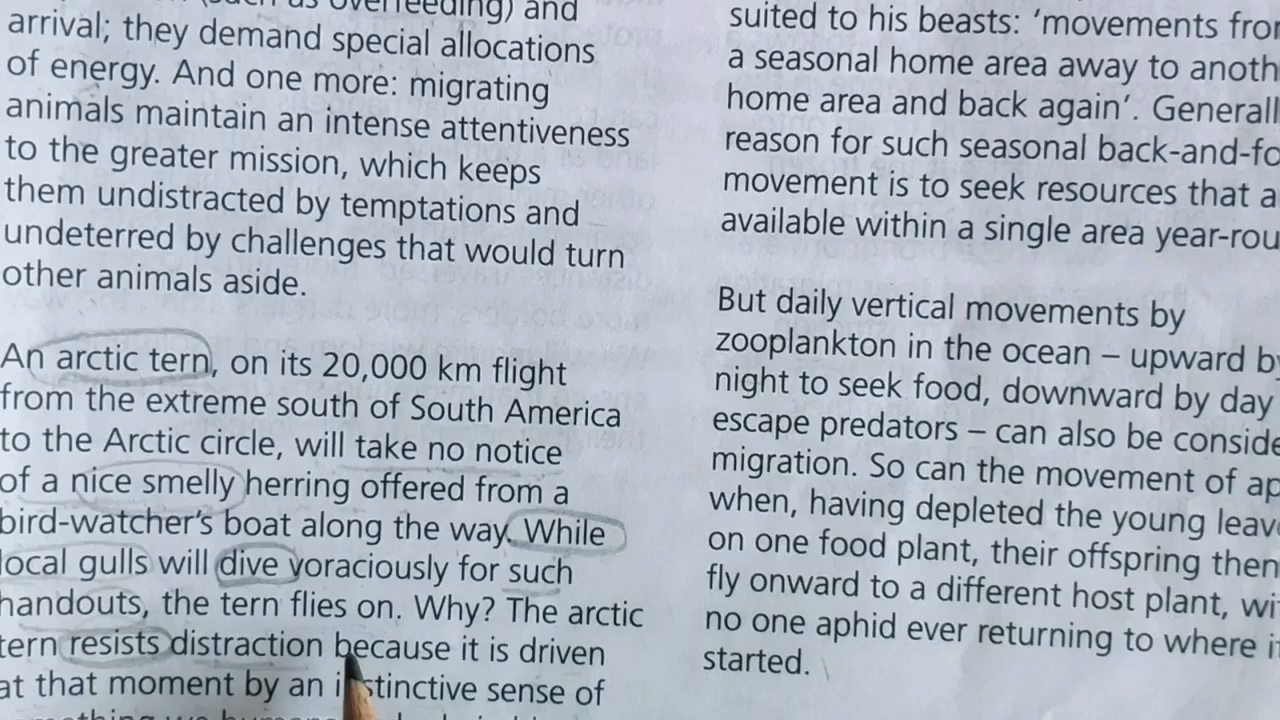 overfeeding) and
arrival; they demand special allocations
of energy. And one more: migrating
animals maintain an intense attentiveness
to the greater mission, which keeps
them undistracted by temptations and
undeterred by challenges that would turn
other animals aside.
An arctic tern, on its 20,000 km flight
from the extreme south of South America
to the Arctic circle, will take no notice
of a nice smelly herring offered from a
bird-watcher's boat along the way. While
local gulls will dive voraciously for such
handouts, the tern flies on. Why? The arctic
tern resists distraction because it is driven
at that moment by an instinctive sense of
suited to his beasts: 'movements from
a seasonal home area away to anoth
home area and back again'. Generall
reason for such seasonal back-and-fo
movement is to seek resources that a
available within a single area year-rou
But daily vertical movements by
zooplankton in the ocean – upward by
night to seek food, downward by day
escape predators – can also be conside
migration. So can the movement of ap
when, having depleted the young leav
on one food plant, their offspring then
fly onward to a different host plant, wi
no one aphid ever returning to where it
started.